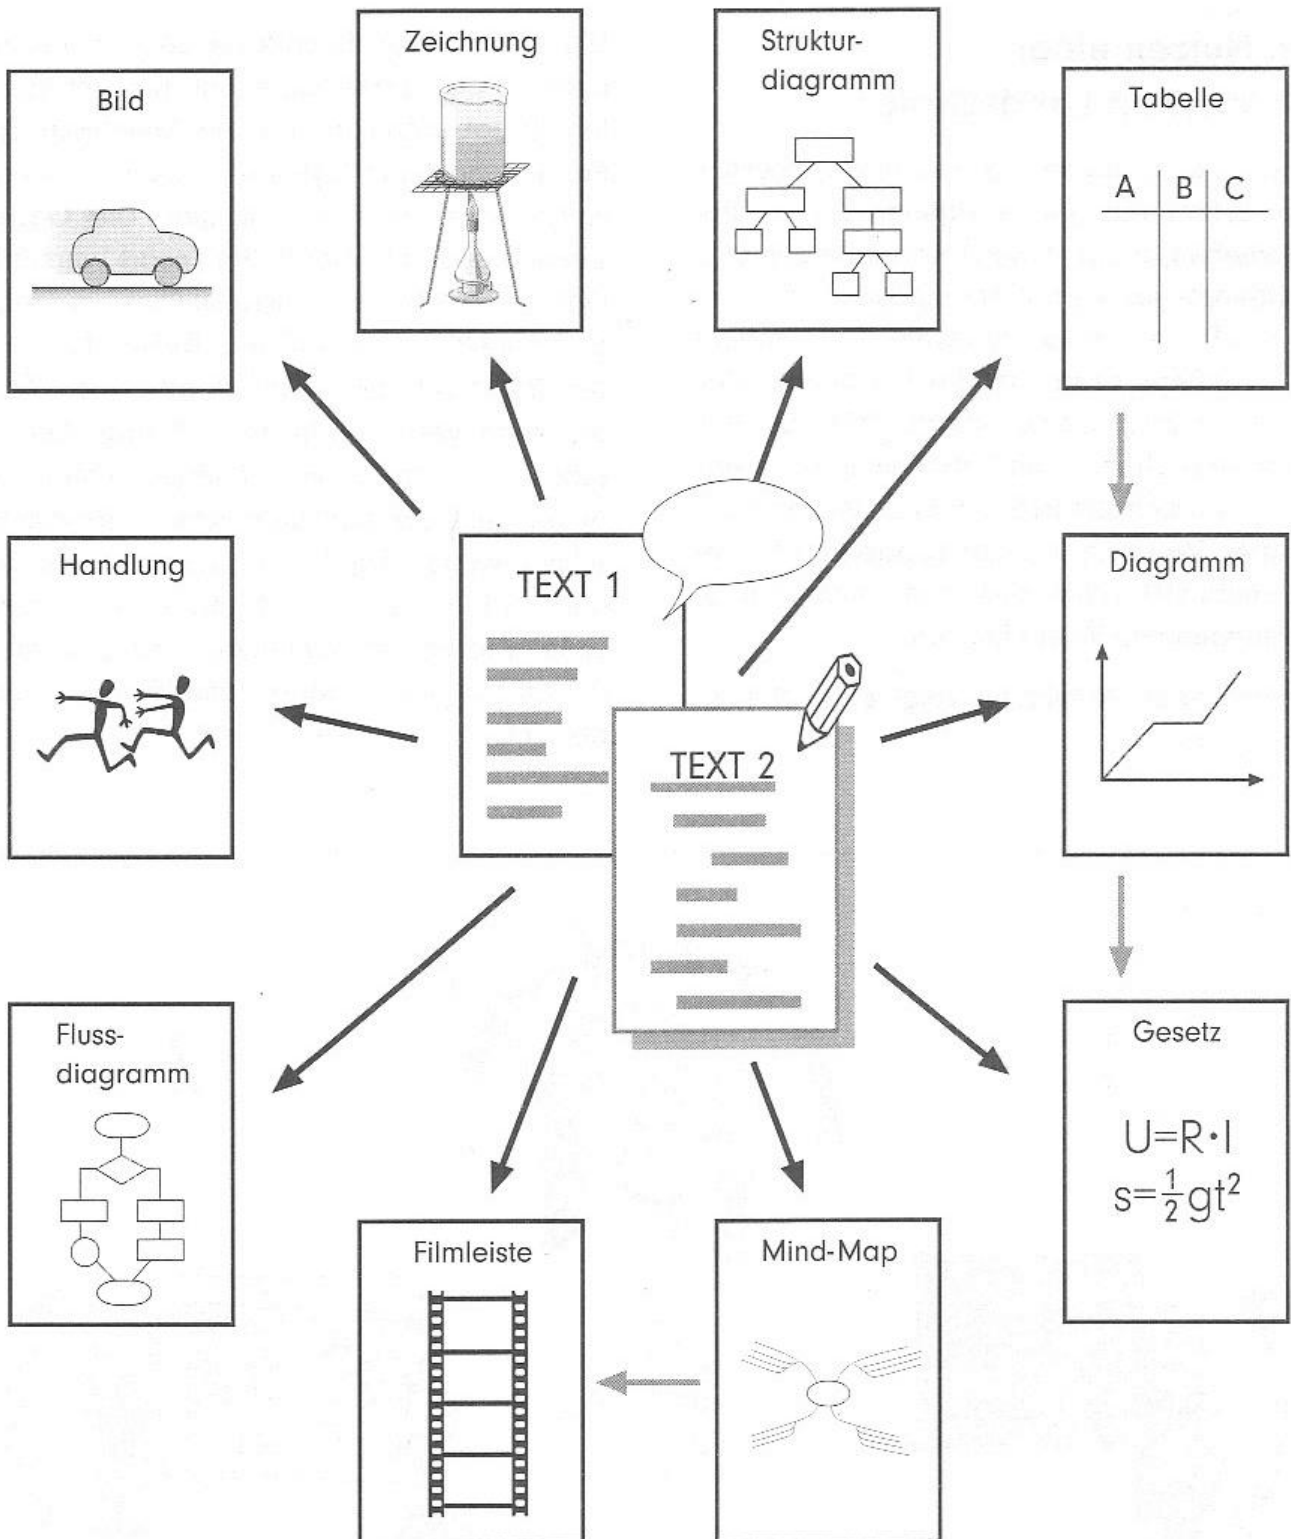 Zeichnung
Struktur-
diagramm
Bild
Tabelle
A B C
Handlung
TEXT 1
Diagramm
TEXT 2
Fluss-
diagramm
Gesetz
U=R·I
s=½gt²
Filmleiste
Mind-Map